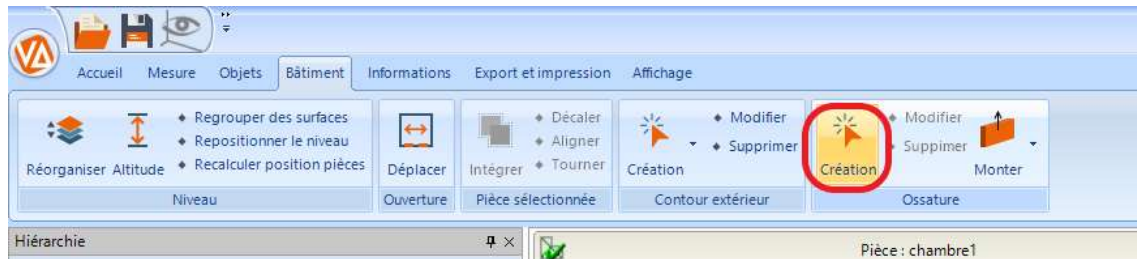 Accueil Mesure Objets Bâtiment Informations Export et impression Affichage
Regrouper des surfaces Décaler Modifier Modifier
Repositionner le niveau Aligner Supprimer Suppimer
Réorganiser Altitude Recalculer position pièces Déplacer Intégrer Tourner Création Création Monter
Niveau Ouverture Pièce sélectionnée Contour extérieur Ossature
Hiérarchie Pièce : chambre1